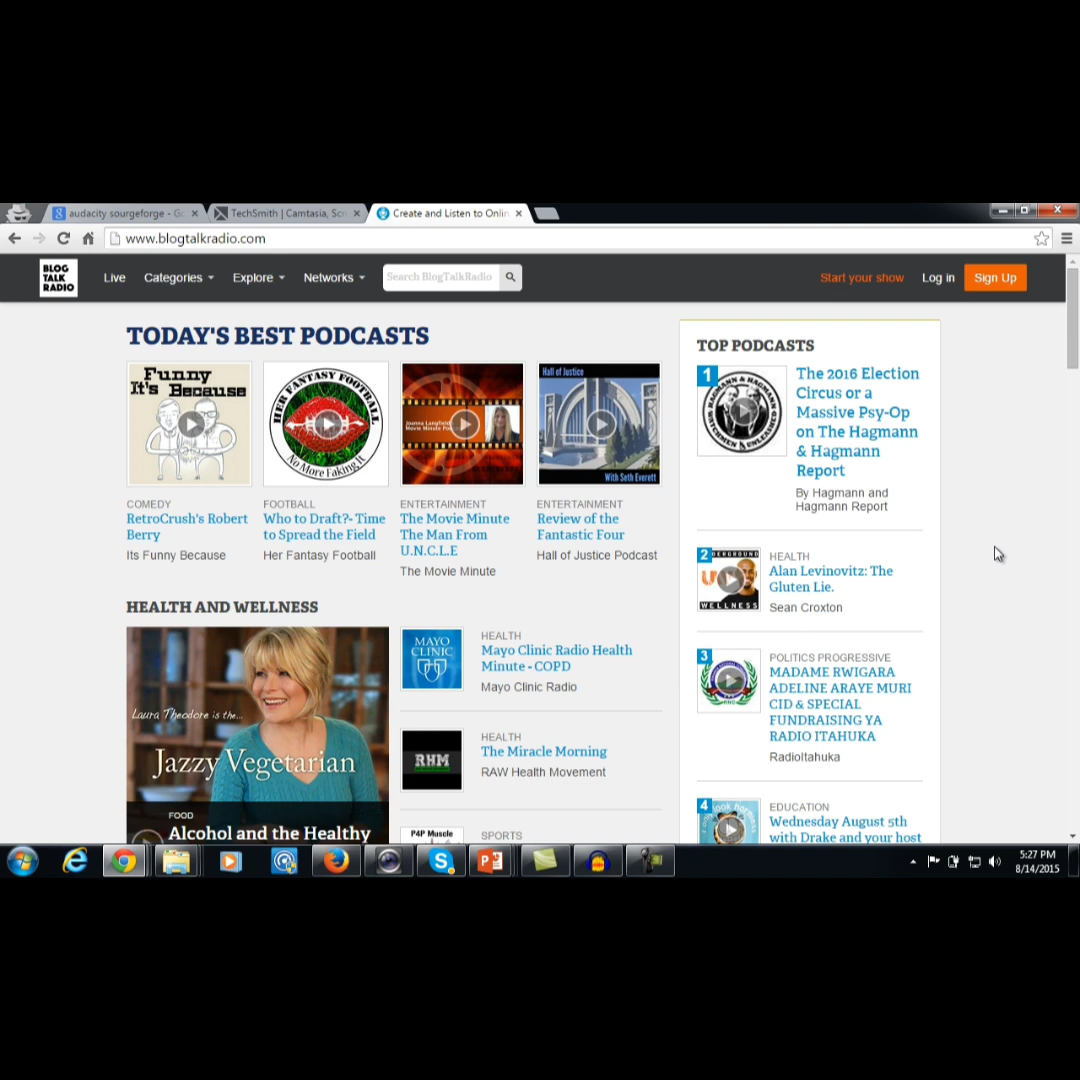 audacity sourgeforge - Go
TechSmith | Camtasia, Scr
Create and Listen to Onlin
www.blogtalkradio.com
BLOG
TALK
RADIO
Live
Categories
Explore
Networks
Search BlogTalkRadio
Start your show
Log in
Sign Up
TODAY'S BEST PODCASTS
Funny
It's Because
COMEDY
RetroCrush's Robert
Berry
Its Funny Because
HER FANTASY FOOTBALL
No More Faking It
FOOTBALL
Who to Draft?- Time
to Spread the Field
Her Fantasy Football
Joanna Langfield
Movie Minute
ENTERTAINMENT
The Movie Minute
The Man From
U.N.C.L.E
The Movie Minute
Hall of Justice
With Seth Everett
ENTERTAINMENT
Review of the
Fantastic Four
Hall of Justice Podcast
HEALTH AND WELLNESS
Laura Theodore is the...
Jazzy Vegetarian
FOOD
Alcohol and the Healthy
MAYO
CLINIC
HEALTH
Mayo Clinic Radio Health
Minute - COPD
Mayo Clinic Radio
RHM
HEALTH
The Miracle Morning
RAW Health Movement
P4P Muscle
SPORTS
TOP PODCASTS
1
HAGMANN & HAGMANN
The 2016 Election
Circus or a
Massive Psy-Op
on The Hagmann
& Hagmann
Report
By Hagmann and
Hagmann Report
2
WELLNESS
HEALTH
Alan Levinovitz: The
Gluten Lie.
Sean Croxton
3
POLITICS PROGRESSIVE
MADAME RWIGARA
ADELINE ARAYE MURI
CID & SPECIAL
FUNDRAISING YA
RADIO ITAHUKA
RadioItahuka
4
EDUCATION
Wednesday August 5th
with Drake and your host
5:27 PM
8/14/2015